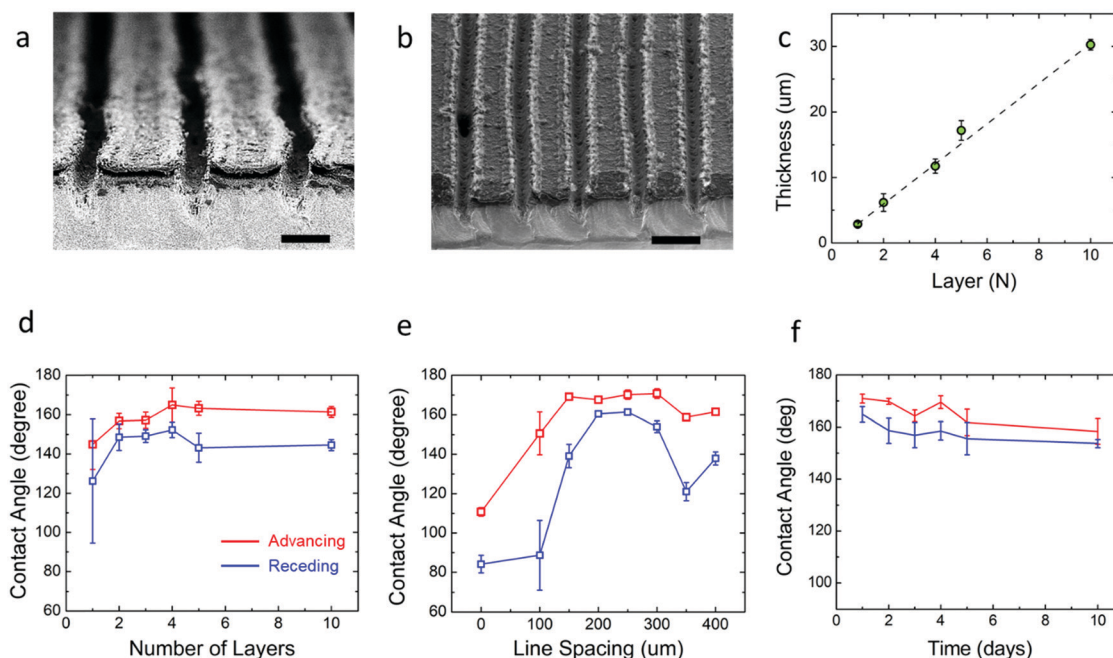 a
b
c
Thickness (um)
30
20
10
0
0 2 4 6 8 10
Layer (N)
d
Contact Angle (degree)
180
160
140
120
100
80
60
Advancing
Receding
0 2 4 6 8 10
Number of Layers
e
Contact Angle (degree)
180
160
140
120
100
80
60
0 100 200 300 400
Line Spacing (um)
f
Contact Angle (deg)
180
160
140
120
100
0 2 4 6 8 10
Time (days)